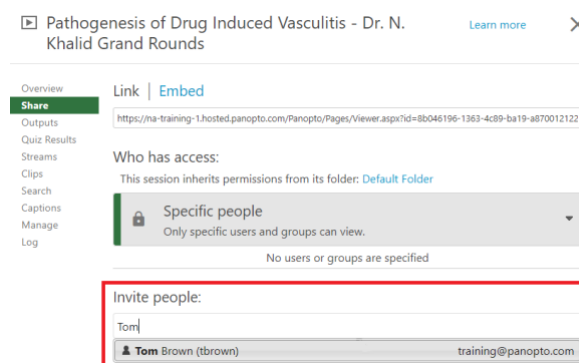 Pathogenesis of Drug Induced Vasculitis - Dr. N.
Khalid Grand Rounds
Learn more
Overview
Share
Outputs
Quiz Results
Streams
Clips
Search
Captions
Manage
Log
Link | Embed
https://na-training-1.hosted.panopto.com/Panopto/Pages/Viewer.aspx?id=8b046196-1363-4c89-ba19-a870012122
Who has access:
This session inherits permissions from its folder: Default Folder
Specific people
Only specific users and groups can view.
No users or groups are specified
Invite people:
Tom
Tom Brown (tbrown) training@panopto.com